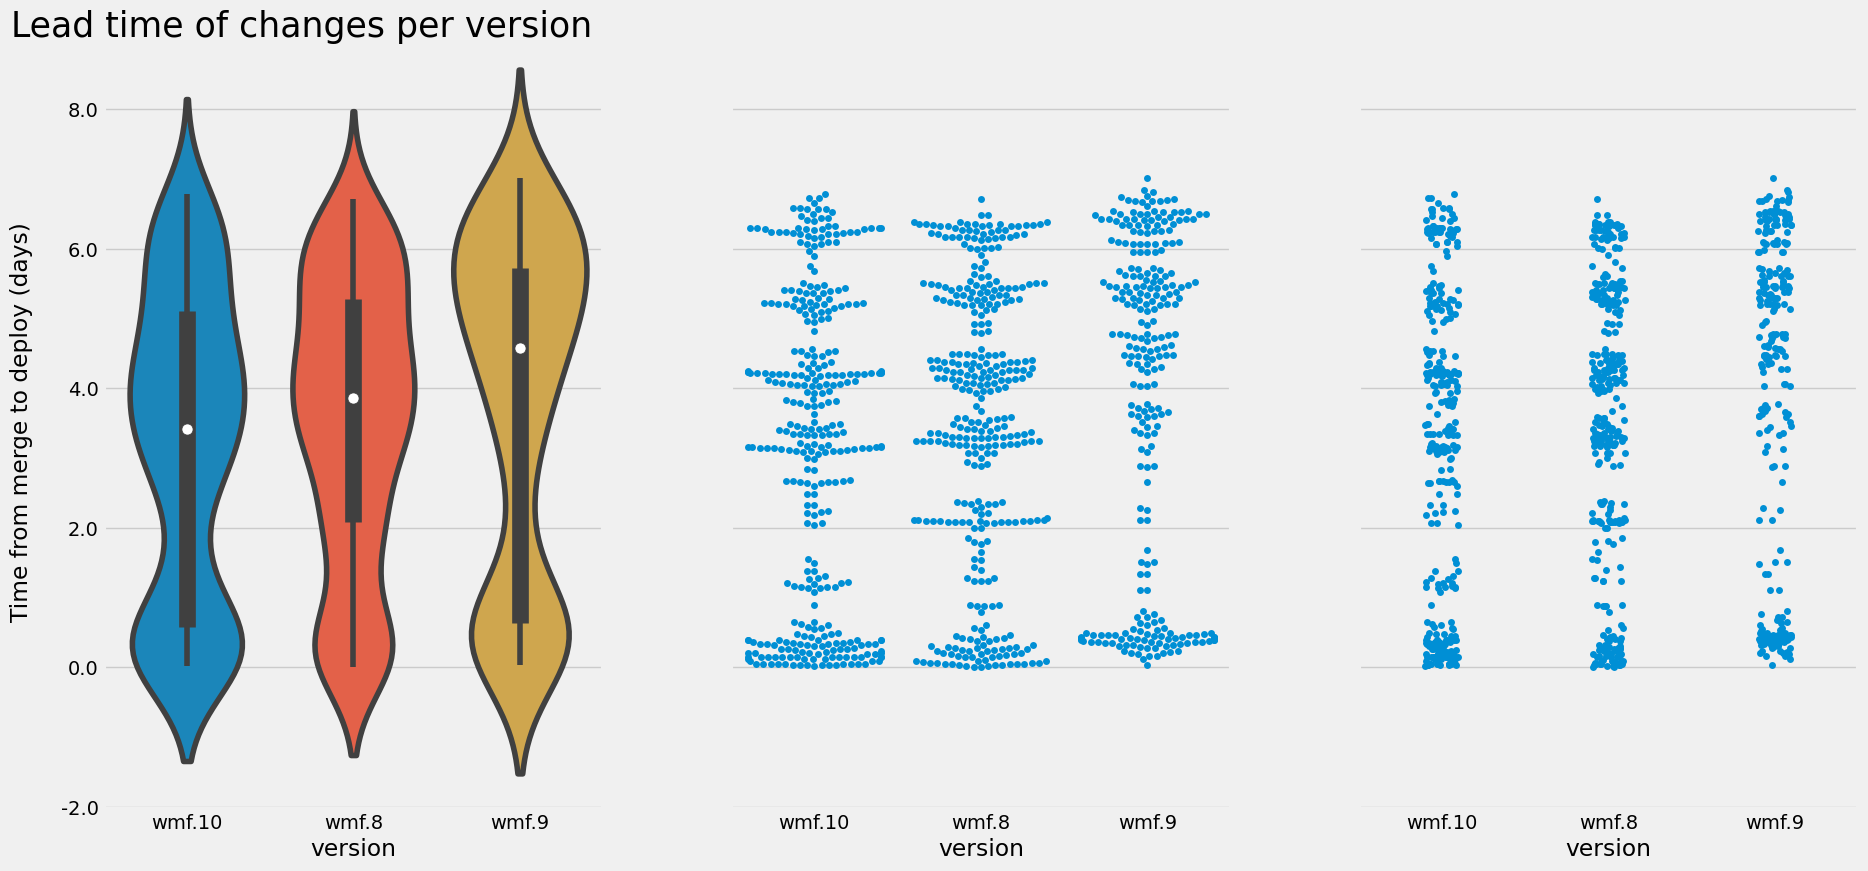 Lead time of changes per version
Time from merge to deploy (days)
8.0
6.0
4.0
2.0
0.0
-2.0
wmf.10 wmf.8 wmf.9
version
wmf.10 wmf.8 wmf.9
version
wmf.10 wmf.8 wmf.9
version